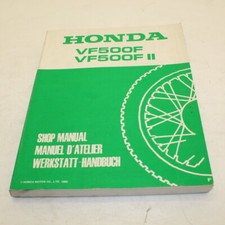 HONDA
VF500F
VF500F II
SHOP MANUAL
MANUEL D'ATELIER
WERKSTATT-HANDBUCH